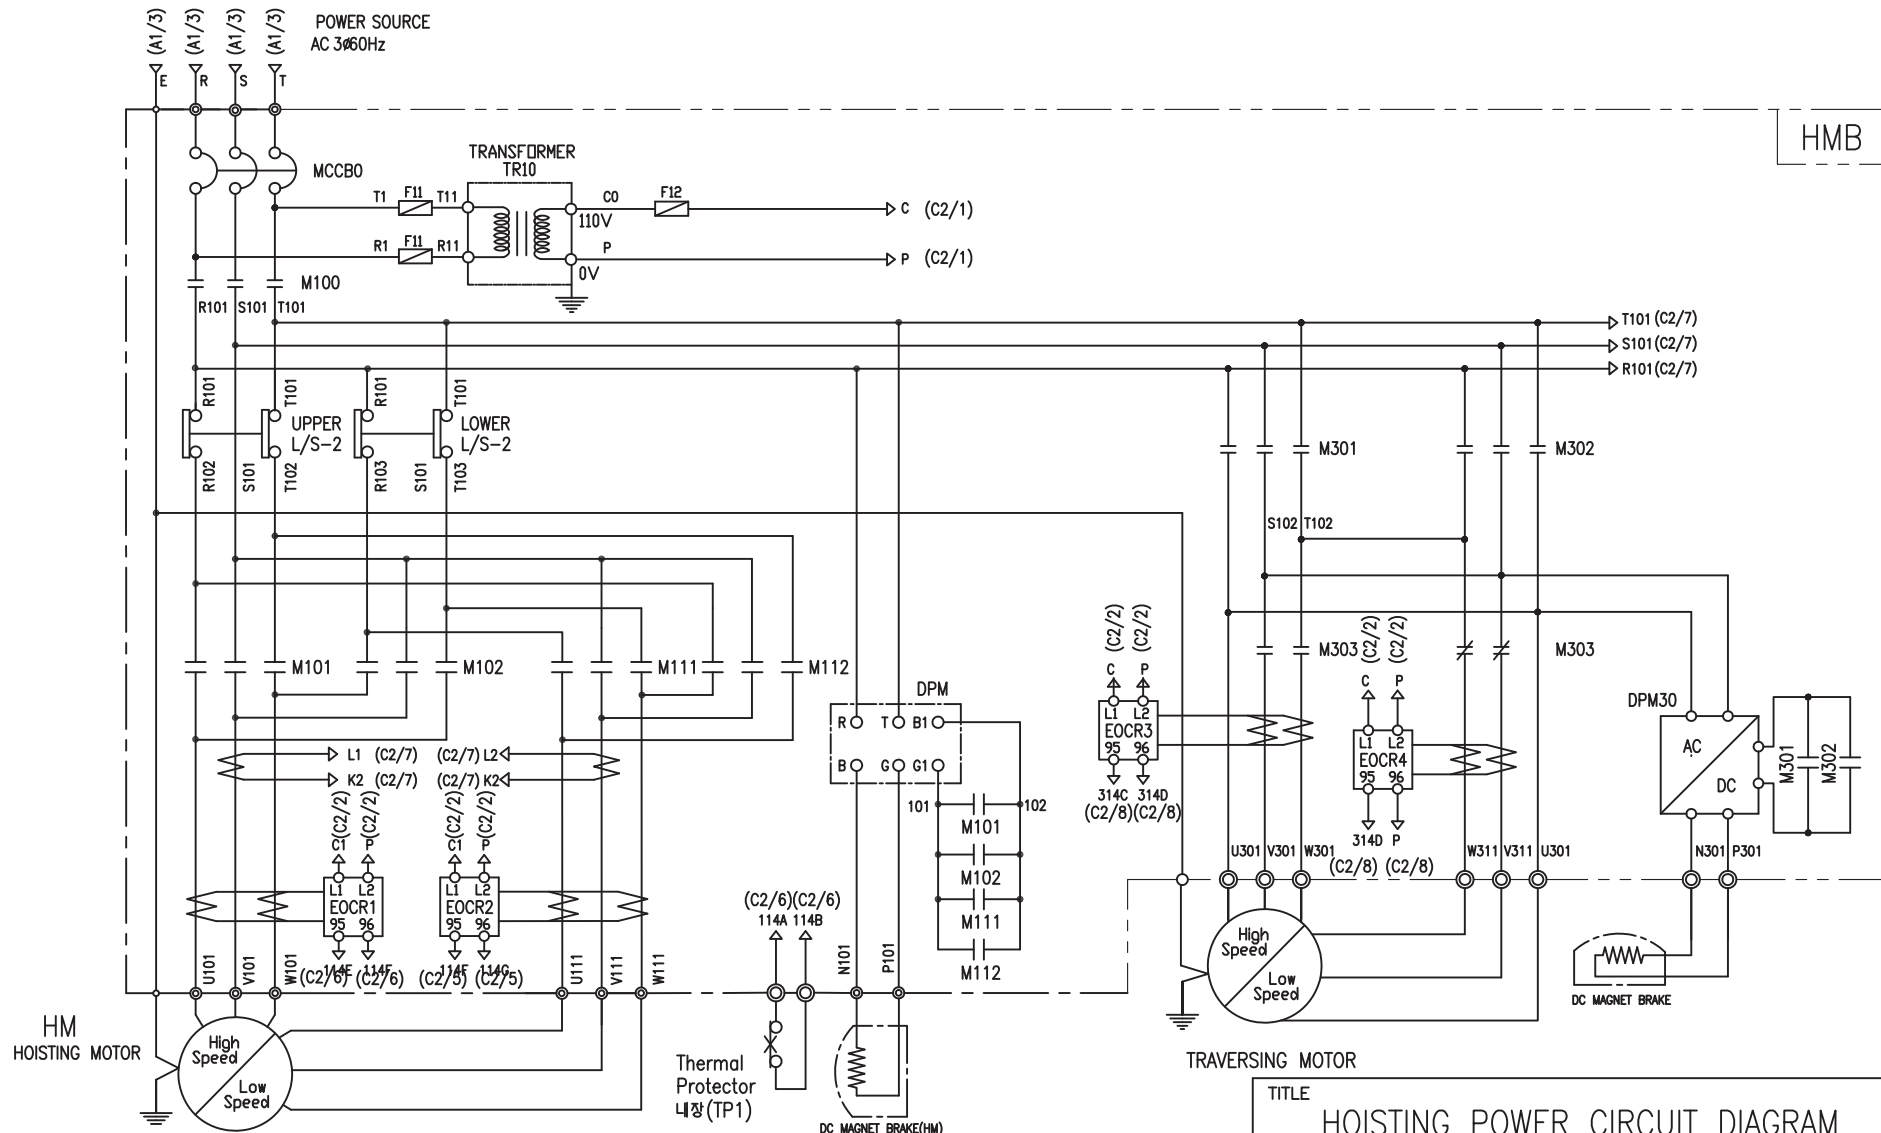 (A1/3) (A1/3) (A1/3) (A1/3)
POWER SOURCE
AC 3ø60Hz
E R S T
HMB
MCCB0
TRANSFORMER
TR10
T1 F11 T11
C0 F12
110V
C (C2/1)
R1 F11 R11
P
0V
P (C2/1)
M100
R101 S101 T101
T101 (C2/7)
S101 (C2/7)
R101 (C2/7)
R101 T101 R101 T101
UPPER
L/S-2
LOWER
L/S-2
R102 S101 T102 R103 S101 T103
M301
M302
S102 T102
M101
M102
M111
M112
M303
M303
(C2/2) (C2/2)
C P
L1 L2
EOCR3
95 96
314C 314D
(C2/8)(C2/8)
(C2/2) (C2/2)
C P
L1 L2
EOCR4
95 96
314D P
(C2/8) (C2/8)
DPM
R T B1
B G G1
101 102
M101
M102
M111
M112
DPM30
AC
DC
M301
M302
L1 (C2/7) (C2/7) L2
K2 (C2/7) (C2/7) K2
(C2/2) (C2/2) (C2/2) (C2/2)
C1 P C1 P
L1 L2
EOCR1
95 96
L1 L2
EOCR2
95 96
114E 114F 114F 114G
(C2/6) (C2/6) (C2/5) (C2/5)
U101 V101 W101
U111 V111 W111
(C2/6)(C2/6)
114A 114B
N101 P101
U301 V301 W301
W311 V311 U301
N301 P301
High
Speed
Low
Speed
DC MAGNET BRAKE
HM
HOISTING MOTOR
High
Speed
Low
Speed
Thermal
Protector
내장(TP1)
DC MAGNET BRAKE(HM)
TRAVERSING MOTOR
TITLE
HOISTING POWER CIRCUIT DIAGRAM